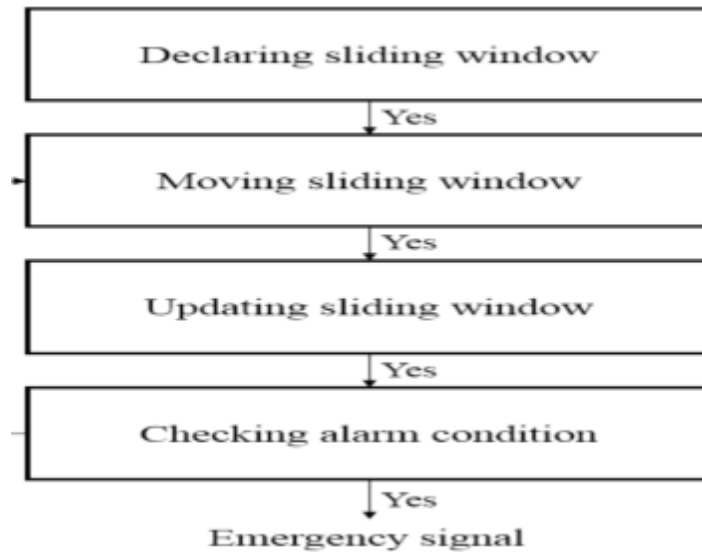 Declaring sliding window
Yes
Moving sliding window
Yes
Updating sliding window
Yes
Checking alarm condition
Yes
Emergency signal